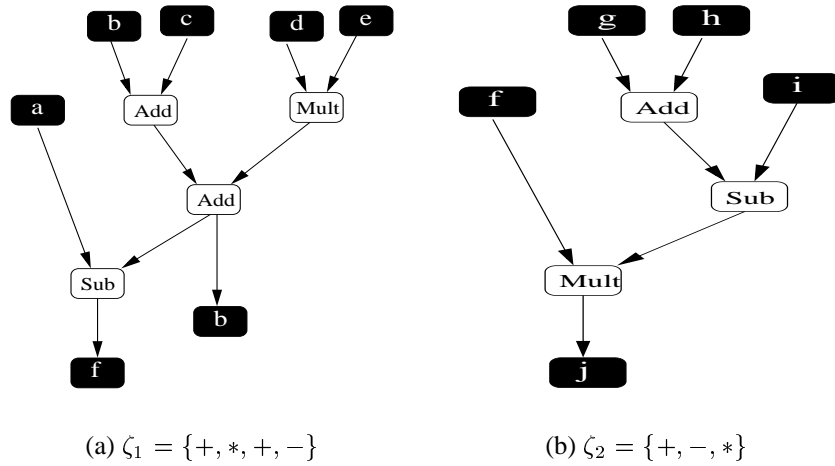 b c d e
g h
a
Add Mult
f
Add
i
Add
Sub
Sub
Mult
b
f
j
(a) ζ₁ = {+, ∗, +, −}
(b) ζ₂ = {+, −, ∗}